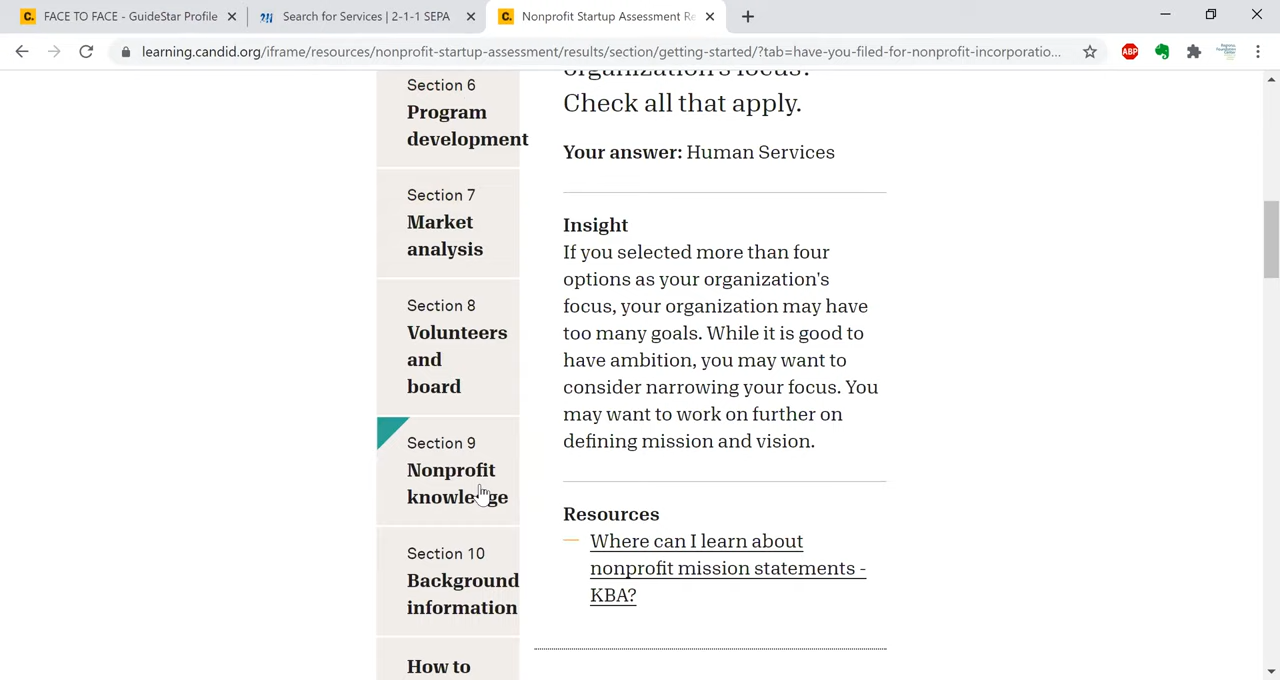 FACE TO FACE - GuideStar Profile
Search for Services | 2-1-1 SEPA
Nonprofit Startup Assessment Re
learning.candid.org/iframe/resources/nonprofit-startup-assessment/results/section/getting-started/?tab=have-you-filed-for-nonprofit-incorporatio...
ABP
Section 6
Program
development
Section 7
Market
analysis
Section 8
Volunteers
and
board
Section 9
Nonprofit
knowledge
Section 10
Background
information
How to
organization's focus?
Check all that apply.
Your answer: Human Services
Insight
If you selected more than four
options as your organization's
focus, your organization may have
too many goals. While it is good to
have ambition, you may want to
consider narrowing your focus. You
may want to work on further on
defining mission and vision.
Resources
Where can I learn about
nonprofit mission statements -
KBA?